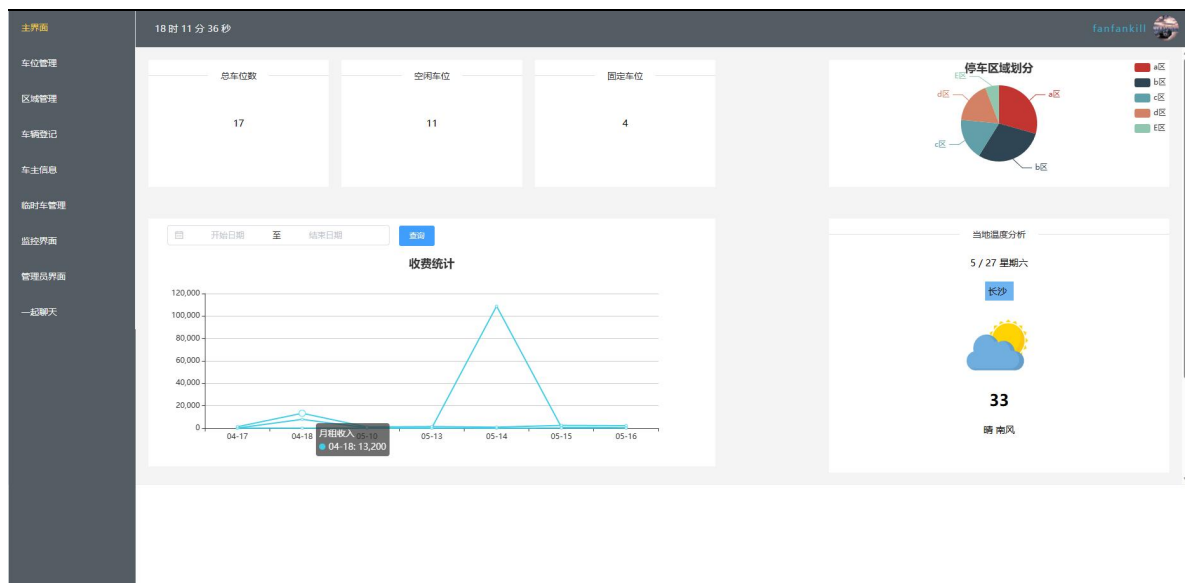 主界面
车位管理
区域管理
车辆登记
车主信息
临时车管理
监控界面
管理员界面
一起聊天
18 时 11 分 36 秒
fanfankill
总车位数
17
空闲车位
11
固定车位
4
停车区域划分
E区
d区
a区
c区
b区
a区
b区
c区
d区
E区
开始日期 至 结束日期 查询
收费统计
120,000
100,000
80,000
60,000
40,000
20,000
0
04-17 04-18 05-10 05-13 05-14 05-15 05-16
月租收入
04-18: 13,200
当地温度分析
5 / 27 星期六
长沙
33
晴 南风